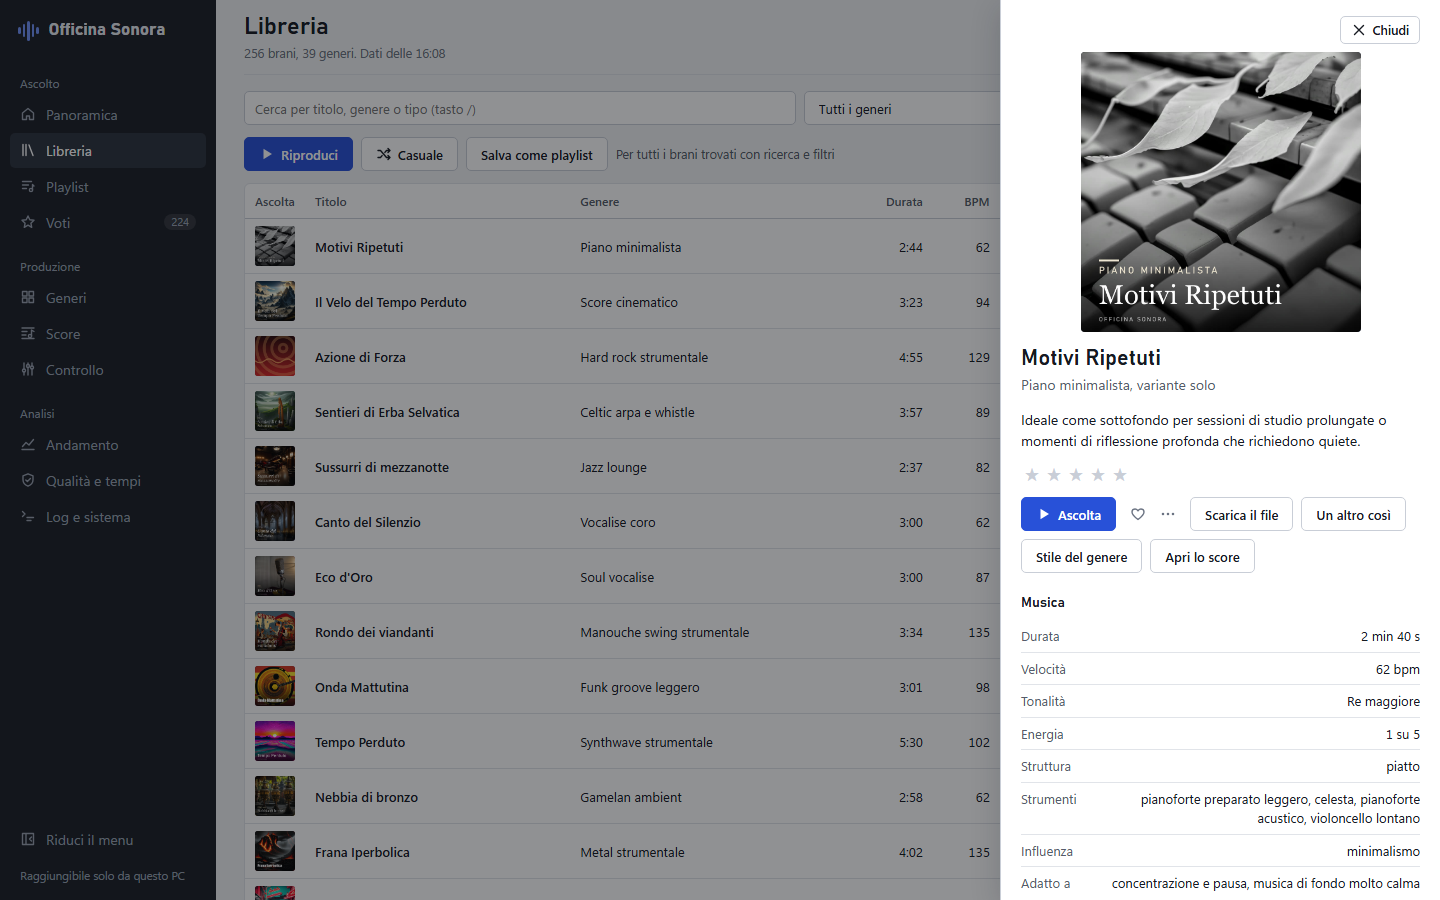 Officina Sonora
Ascolto
Panoramica
Libreria
Playlist
Voti 224
Produzione
Generi
Score
Controllo
Analisi
Andamento
Qualità e tempi
Log e sistema
Riduci il menu
Raggiungibile solo da questo PC
Libreria
256 brani, 39 generi. Dati delle 16:08
Cerca per titolo, genere o tipo (tasto /)
Tutti i generi
Riproduci
Casuale
Salva come playlist
Per tutti i brani trovati con ricerca e filtri
Ascolta Titolo Genere Durata BPM
Motivi Ripetuti Piano minimalista 2:44 62
Il Velo del Tempo Perduto Score cinematico 3:23 94
Azione di Forza Hard rock strumentale 4:55 129
Sentieri di Erba Selvatica Celtic arpa e whistle 3:57 89
Sussurri di mezzanotte Jazz lounge 2:37 82
Canto del Silenzio Vocalise coro 3:00 62
Eco d'Oro Soul vocalise 3:00 87
Rondo dei viandanti Manouche swing strumentale 3:34 135
Onda Mattutina Funk groove leggero 3:01 98
Tempo Perduto Synthwave strumentale 5:30 102
Nebbia di bronzo Gamelan ambient 2:58 62
Frana Iperbolica Metal strumentale 4:02 135
Chiudi
PIANO MINIMALISTA
Motivi Ripetuti
OFFICINA SONORA
Motivi Ripetuti
Piano minimalista, variante solo
Ideale come sottofondo per sessioni di studio prolungate o
momenti di riflessione profonda che richiedono quiete.
Ascolta
Scarica il file
Un altro così
Stile del genere
Apri lo score
Musica
Durata 2 min 40 s
Velocità 62 bpm
Tonalità Re maggiore
Energia 1 su 5
Struttura piatto
Strumenti pianoforte preparato leggero, celesta, pianoforte
acustico, violoncello lontano
Influenza minimalismo
Adatto a concentrazione e pausa, musica di fondo molto calma